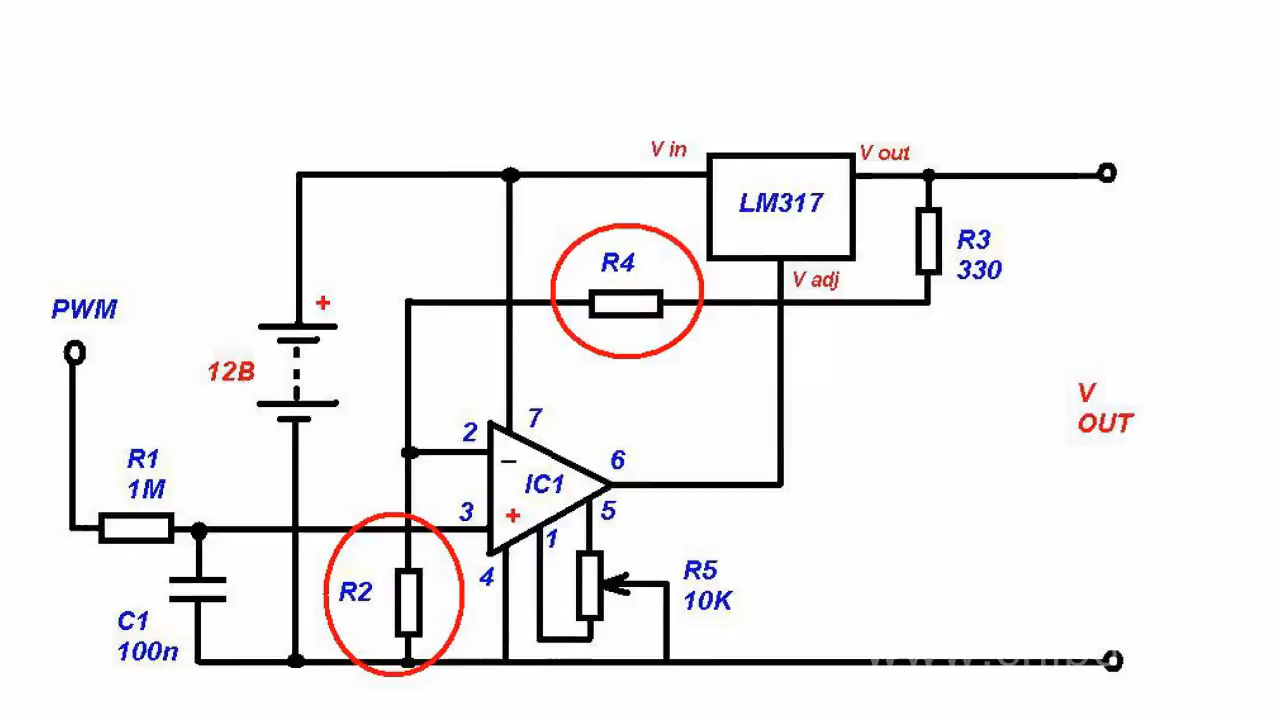 V in
V out
LM317
R4
R3
330
V adj
PWM
+
12В
V
OUT
7
2
–
6
IC1
R1
1M
3
+
5
1
4
R2
R5
10K
C1
100n